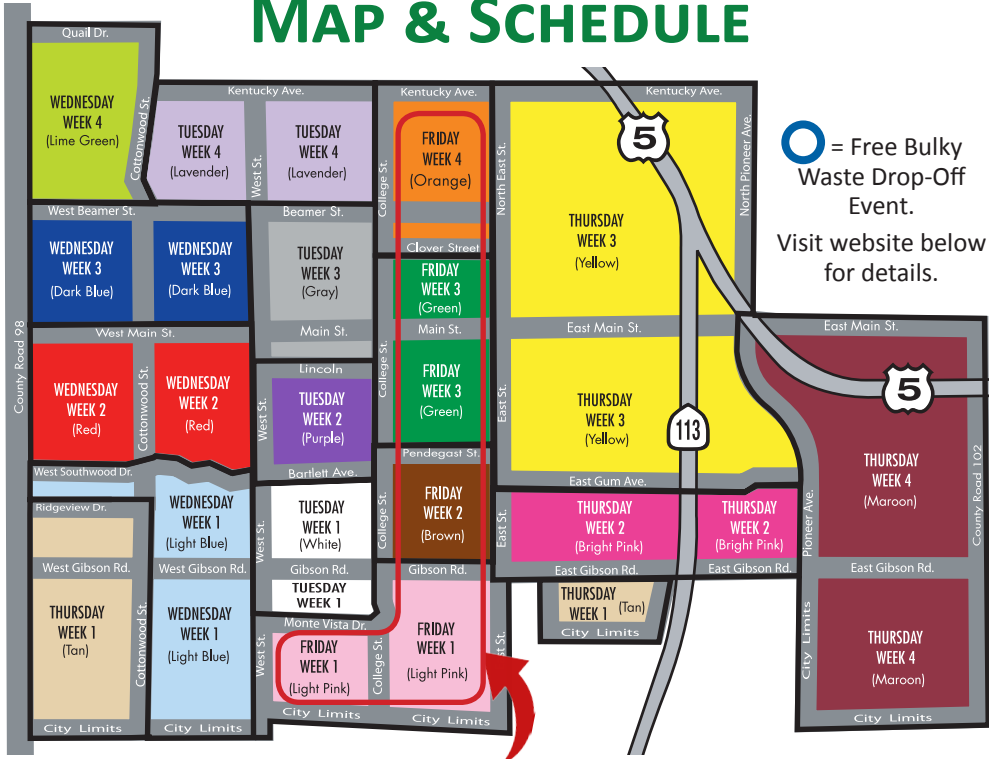 MAP & SCHEDULE
Quail Dr.
County Road 98
WEDNESDAY
WEEK 4
(Lime Green)
Cottonwood St.
Kentucky Ave.
TUESDAY
WEEK 4
(Lavender)
West St.
TUESDAY
WEEK 4
(Lavender)
College St.
Kentucky Ave.
FRIDAY
WEEK 4
(Orange)
North East St.
Kentucky Ave.
5
North Pioneer Ave.
THURSDAY
WEEK 3
(Yellow)
= Free Bulky
Waste Drop-Off
Event.
Visit website below
for details.
West Beamer St.
WEDNESDAY
WEEK 3
(Dark Blue)
WEDNESDAY
WEEK 3
(Dark Blue)
Beamer St.
TUESDAY
WEEK 3
(Gray)
Clover Street
FRIDAY
WEEK 3
(Green)
West Main St.
Main St.
Main St.
East Main St.
East Main St.
WEDNESDAY
WEEK 2
(Red)
Cottonwood St.
WEDNESDAY
WEEK 2
(Red)
West St.
Lincoln
TUESDAY
WEEK 2
(Purple)
College St.
FRIDAY
WEEK 3
(Green)
East St.
THURSDAY
WEEK 3
(Yellow)
113
5
THURSDAY
WEEK 4
(Maroon)
County Road 102
West Southwood Dr.
Bartlett Ave.
Pendegast St.
East Gum Ave.
Ridgeview Dr.
WEDNESDAY
WEEK 1
(Light Blue)
West St.
TUESDAY
WEEK 1
(White)
College St.
FRIDAY
WEEK 2
(Brown)
East St.
THURSDAY
WEEK 2
(Bright Pink)
THURSDAY
WEEK 2
(Bright Pink)
Pioneer Ave.
West Gibson Rd.
West Gibson Rd.
Gibson Rd.
Gibson Rd.
East Gibson Rd.
East Gibson Rd.
East Gibson Rd.
THURSDAY
WEEK 1
(Tan)
Cottonwood St.
WEDNESDAY
WEEK 1
(Light Blue)
West St.
TUESDAY
WEEK 1
Monte Vista Dr.
FRIDAY
WEEK 1
(Light Pink)
College St.
FRIDAY
WEEK 1
(Light Pink)
st St.
THURSDAY
WEEK 1 (Tan)
City Limits
City Limits
THURSDAY
WEEK 4
(Maroon)
City Limits
City Limits
City Limits
City Limits
City Limits